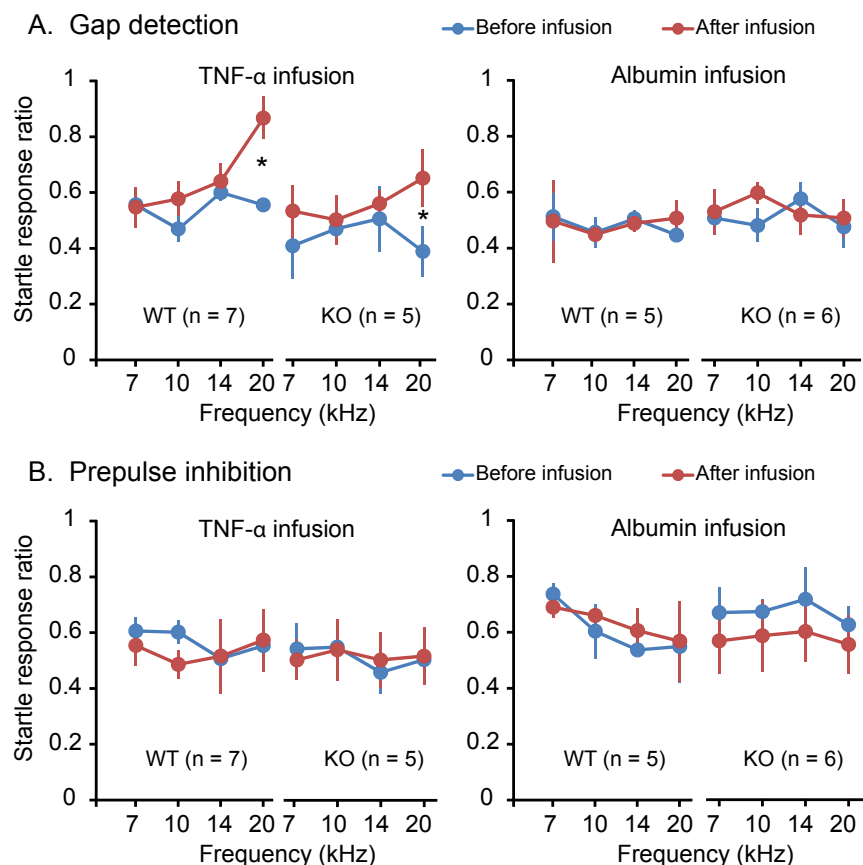 A. Gap detection
Before infusion
After infusion
TNF-α infusion
Albumin infusion
Startle response ratio
1
0.8
0.6
0.4
0.2
0
*
*
WT (n = 7)
KO (n = 5)
WT (n = 5)
KO (n = 6)
7 10 14 20 7 10 14 20
7 10 14 20 7 10 14 20
Frequency (kHz)
Frequency (kHz)
B. Prepulse inhibition
Before infusion
After infusion
TNF-α infusion
Albumin infusion
Startle response ratio
1
0.8
0.6
0.4
0.2
0
WT (n = 7)
KO (n = 5)
WT (n = 5)
KO (n = 6)
7 10 14 20 7 10 14 20
7 10 14 20 7 10 14 20
Frequency (kHz)
Frequency (kHz)